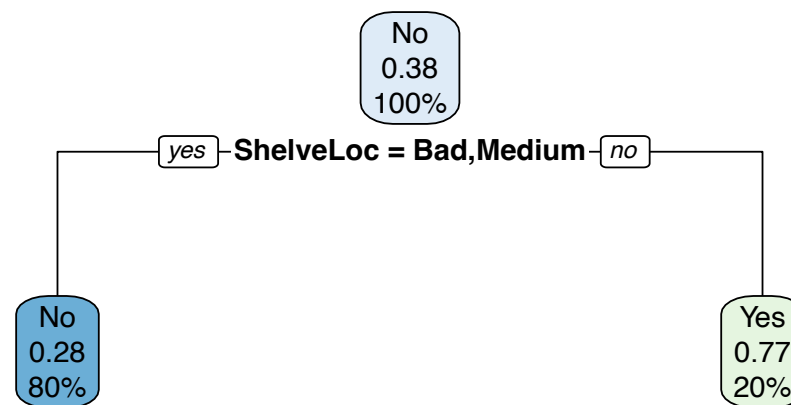 No
0.38
100%
yes ShelveLoc = Bad,Medium no
No
0.28
80%
Yes
0.77
20%